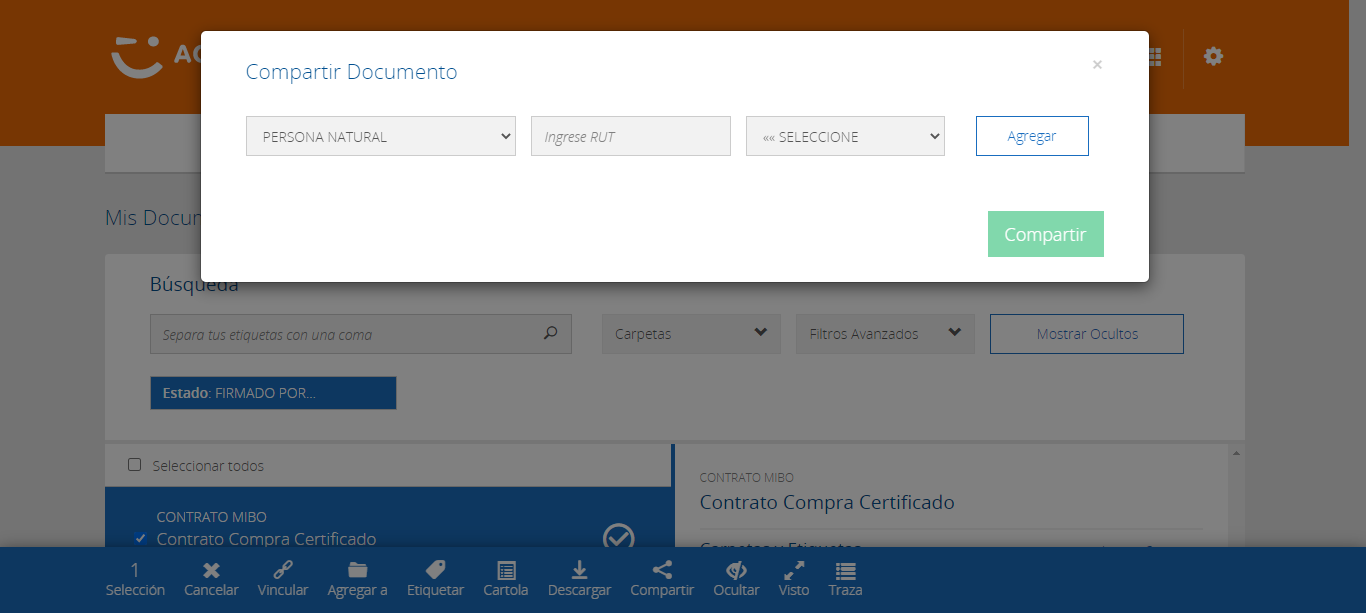 Compartir Documento
×
PERSONA NATURAL
Ingrese RUT
«« SELECCIONE
Agregar
Compartir
Búsqueda
Separa tus etiquetas con una coma
Carpetas
Filtros Avanzados
Mostrar Ocultos
Estado: FIRMADO POR...
Seleccionar todos
CONTRATO MIBO
Contrato Compra Certificado
CONTRATO MIBO
Contrato Compra Certificado
1
Selección
Cancelar
Vincular
Agregar a
Etiquetar
Cartola
Descargar
Compartir
Ocultar
Visto
Traza